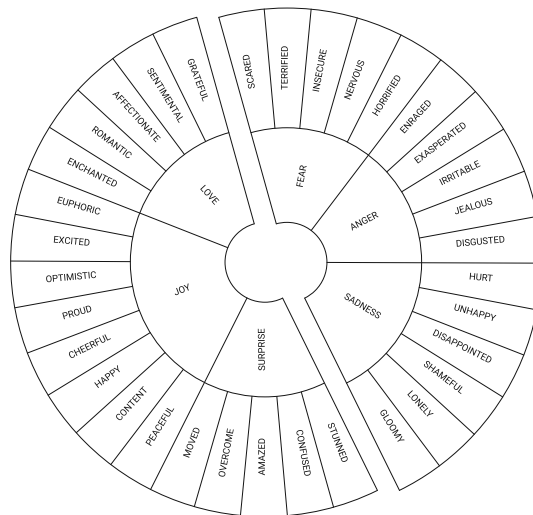 SCARED
TERRIFIED
INSECURE
NERVOUS
HORRIFIED
ENRAGED
EXASPERATED
IRRITABLE
JEALOUS
DISGUSTED
HURT
UNHAPPY
DISAPPOINTED
SHAMEFUL
LONELY
GLOOMY
STUNNED
CONFUSED
AMAZED
OVERCOME
MOVED
PEACEFUL
CONTENT
HAPPY
CHEERFUL
PROUD
OPTIMISTIC
EXCITED
EUPHORIC
ENCHANTED
ROMANTIC
AFFECTIONATE
SENTIMENTAL
GRATEFUL
FEAR
ANGER
SADNESS
SURPRISE
JOY
LOVE